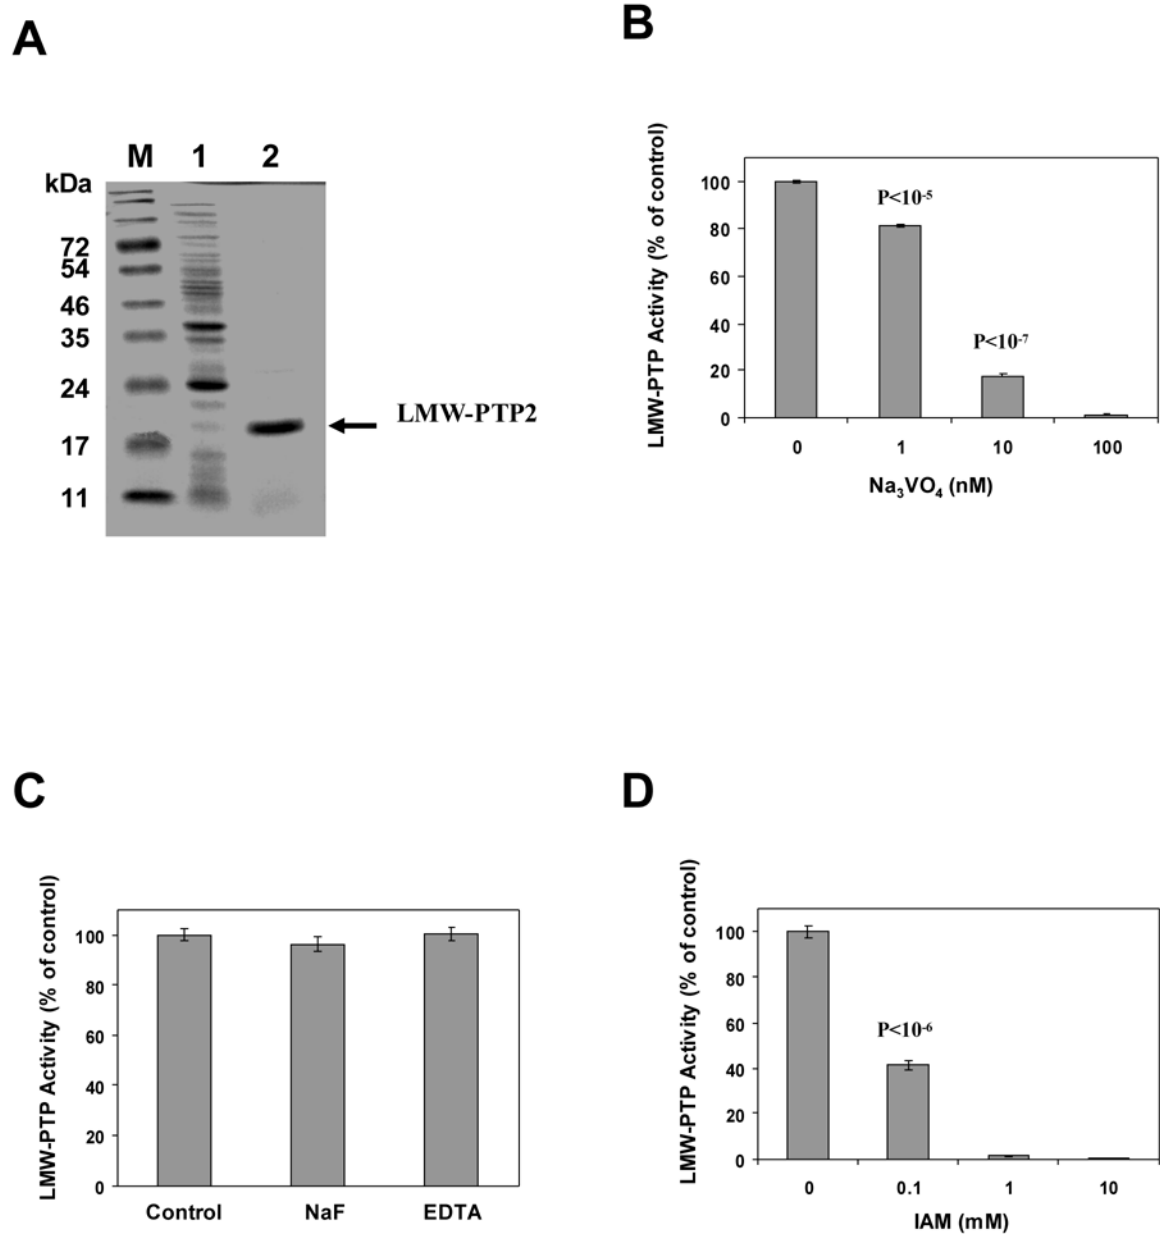 A
M 1 2
kDa
72
54
46
35
24
17
11
LMW-PTP2
B
LMW-PTP Activity (% of control)
100
80
60
40
20
0
P<10⁻⁵
P<10⁻⁷
0 1 10 100
Na₃VO₄ (nM)
C
LMW-PTP Activity (% of control)
100
80
60
40
20
0
Control NaF EDTA
D
LMW-PTP Activity (% of control)
100
80
60
40
20
0
P<10⁻⁶
0 0.1 1 10
IAM (mM)